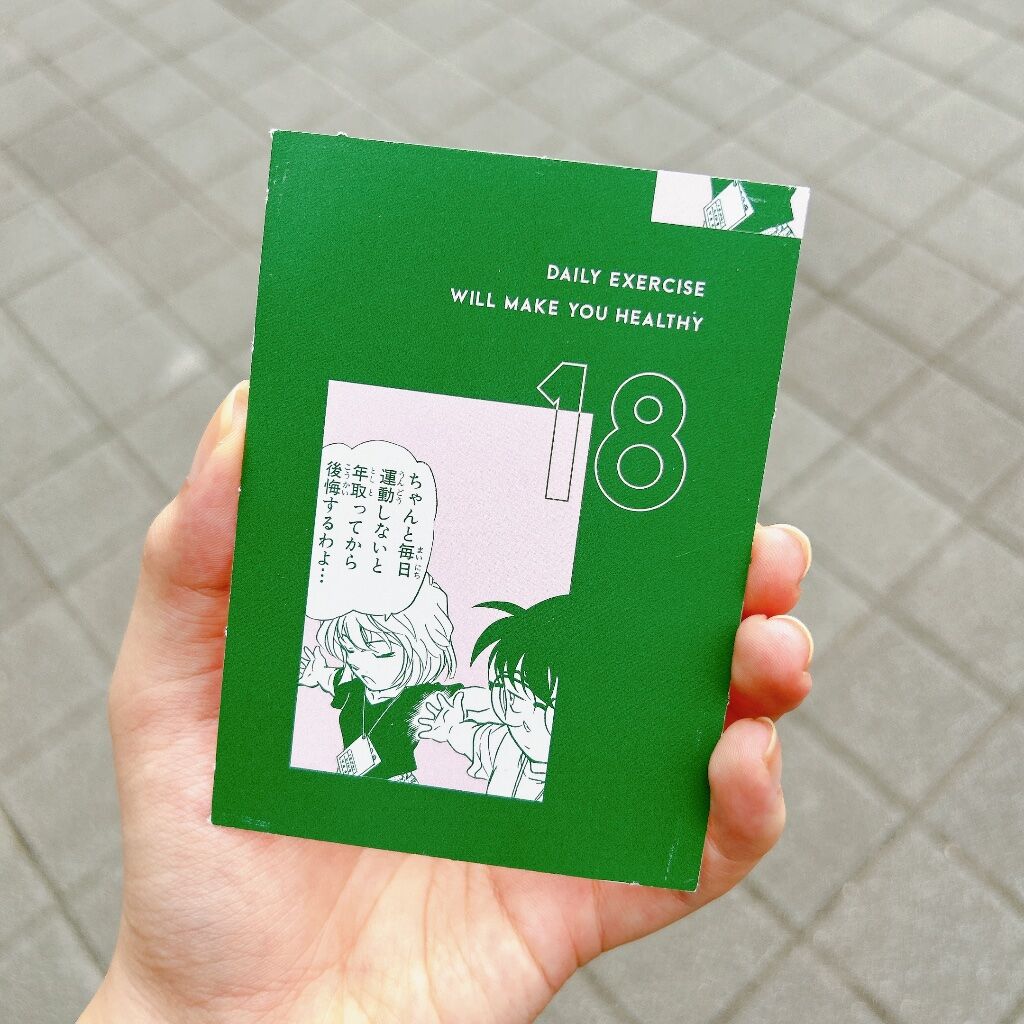 DAILY EXERCISE
WILL MAKE YOU HEALTHY
18
ちゃんと毎日
運動しないと
年取ってから
後悔するわよ…